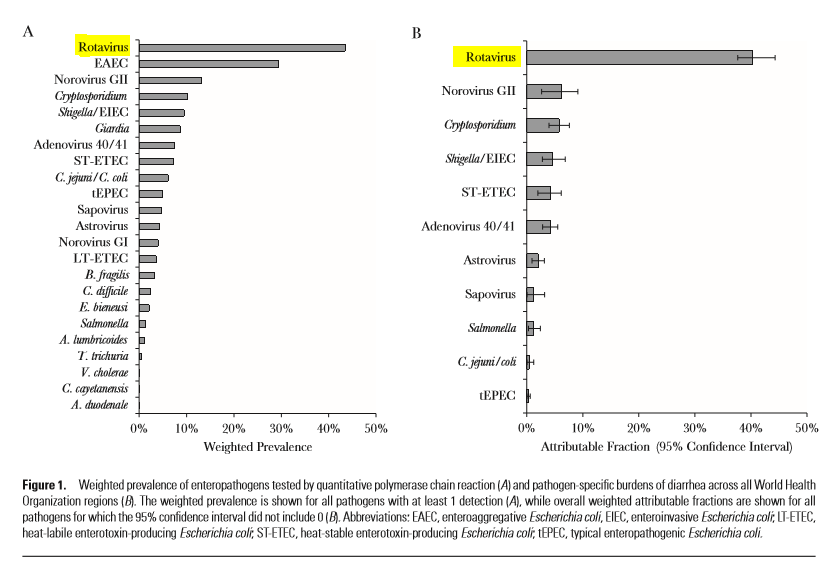 A
Rotavirus
EAEC
Norovirus GII
Cryptosporidium
Shigella/EIEC
Giardia
Adenovirus 40/41
ST-ETEC
C. jejuni/C. coli
tEPEC
Sapovirus
Astrovirus
Norovirus GI
LT-ETEC
B. fragilis
C. difficile
E. bieneusi
Salmonella
A. lumbricoides
T. trichuria
V. cholerae
C. cayetanensis
A. duodenale
0% 10% 20% 30% 40% 50%
Weighted Prevalence
B
Rotavirus
Norovirus GII
Cryptosporidium
Shigella/EIEC
ST-ETEC
Adenovirus 40/41
Astrovirus
Sapovirus
Salmonella
C. jejuni/coli
tEPEC
0% 10% 20% 30% 40% 50%
Attributable Fraction (95% Confidence Interval)
Figure 1. Weighted prevalence of enteropathogens tested by quantitative polymerase chain reaction (A) and pathogen-specific burdens of diarrhea across all World Health
Organization regions (B). The weighted prevalence is shown for all pathogens with at least 1 detection (A), while overall weighted attributable fractions are shown for all
pathogens for which the 95% confidence interval did not include 0 (B). Abbreviations: EAEC, enteroaggregative Escherichia coli, EIEC, enteroinvasive Escherichia coli; LT-ETEC,
heat-labile enterotoxin-producing Escherichia coli; ST-ETEC, heat-stable enterotoxin-producing Escherichia coli; tEPEC, typical enteropathogenic Escherichia coli.